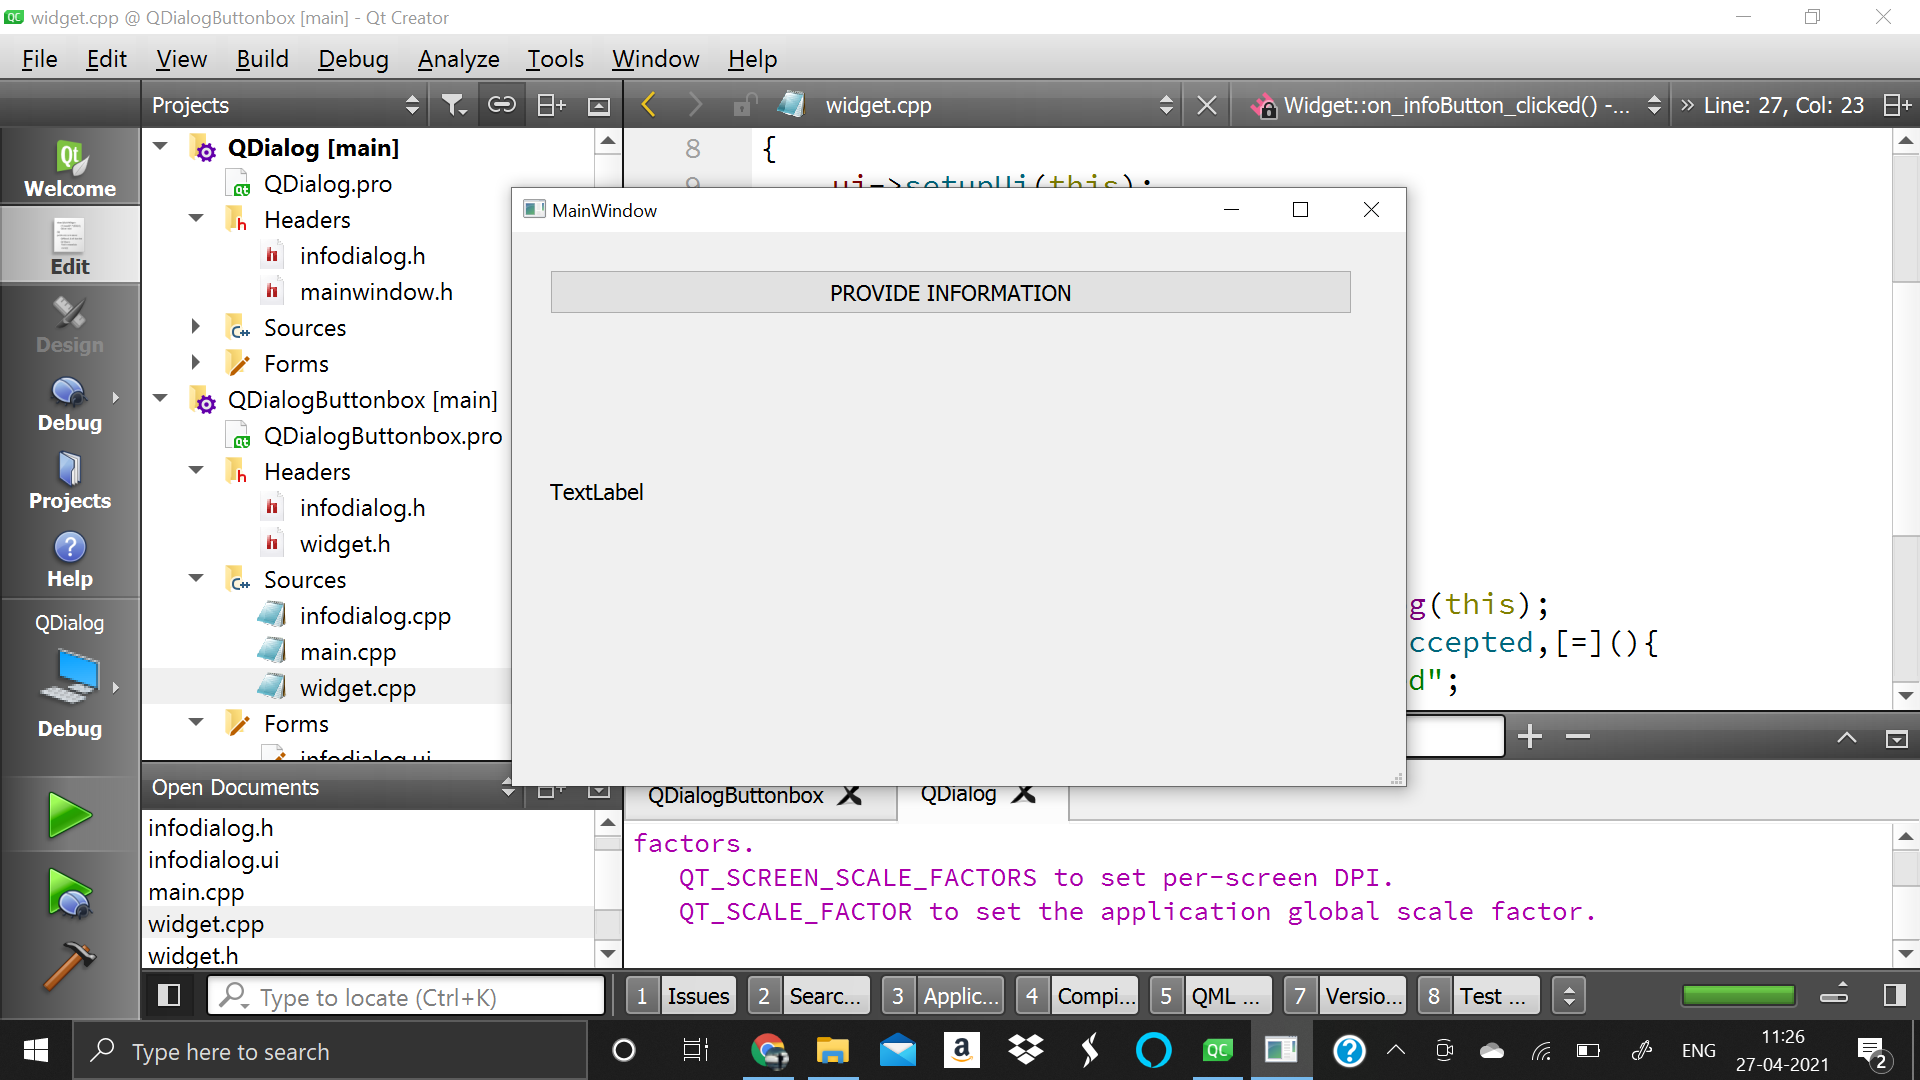 widget.cpp @ QDialogButtonbox [main] - Qt Creator
File Edit View Build Debug Analyze Tools Window Help
Projects
widget.cpp
Widget::on_infoButton_clicked() -...
» Line: 27, Col: 23
Welcome
Edit
Design
Debug
Projects
Help
QDialog
Debug
QDialog [main]
QDialog.pro
Headers
infodialog.h
mainwindow.h
Sources
Forms
QDialogButtonbox [main]
QDialogButtonbox.pro
Headers
infodialog.h
widget.h
Sources
infodialog.cpp
main.cpp
widget.cpp
Forms
infodialog.ui
8 {
9 ui->setupUi(this);
MainWindow
PROVIDE INFORMATION
TextLabel
g(this);
ccepted,[=](){
d";
Open Documents
infodialog.h
infodialog.ui
main.cpp
widget.cpp
widget.h
QDialogButtonbox
QDialog
factors.
QT_SCREEN_SCALE_FACTORS to set per-screen DPI.
QT_SCALE_FACTOR to set the application global scale factor.
Type to locate (Ctrl+K)
1 Issues
2 Searc...
3 Applic...
4 Compi...
5 QML ...
7 Versio...
8 Test ...
Type here to search
ENG
11:26
27-04-2021
2